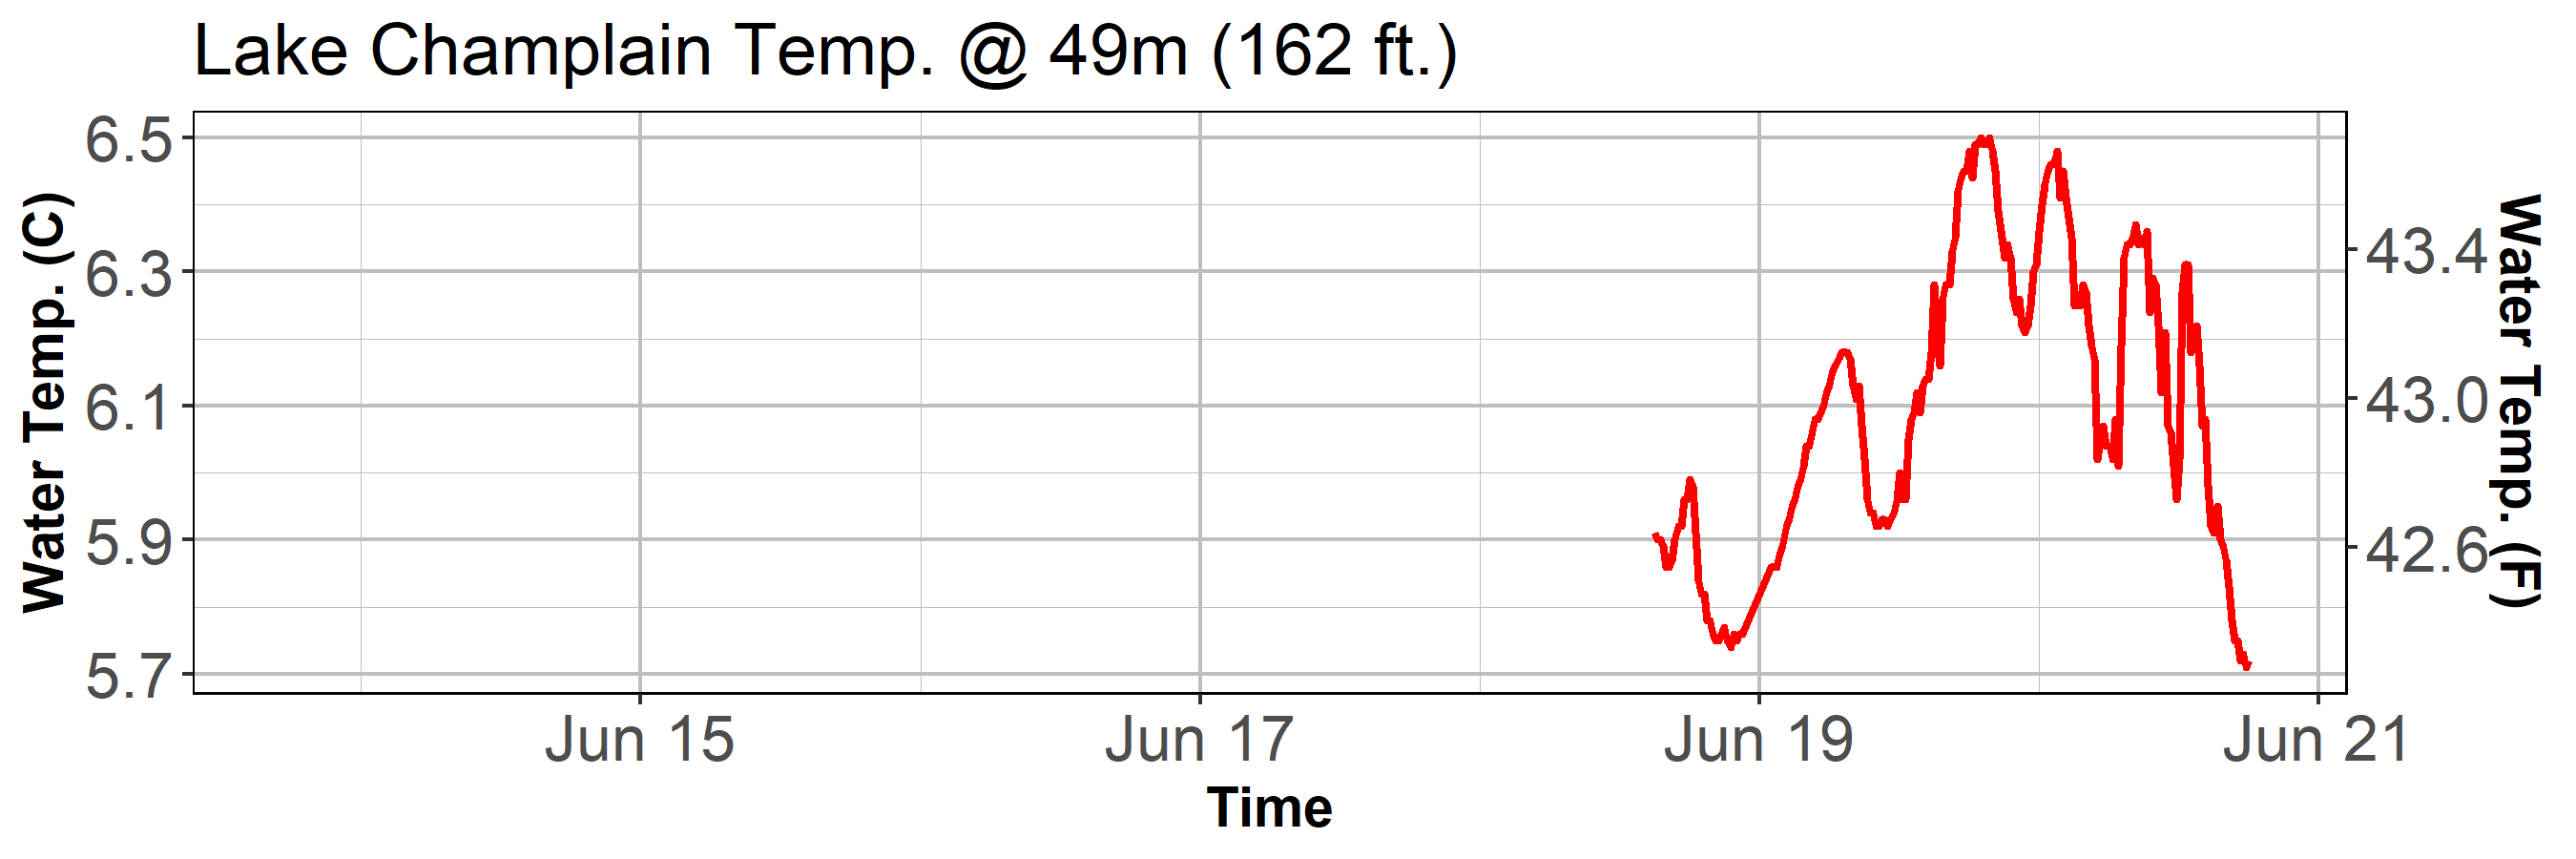 Lake Champlain Temp. @ 49m (162 ft.)
Water Temp. (C)
6.5
6.3
6.1
5.9
5.7
43.4
43.0
42.6
Water Temp. (F)
Jun 15 Jun 17 Jun 19 Jun 21
Time